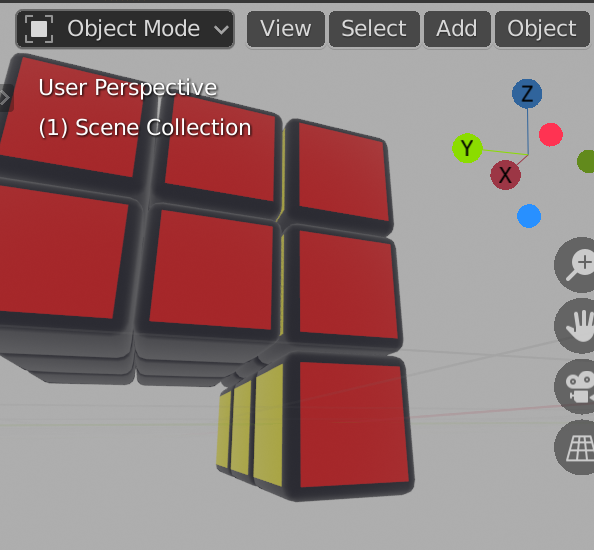 Object Mode View Select Add Object
User Perspective
(1) Scene Collection
Z
Y
X